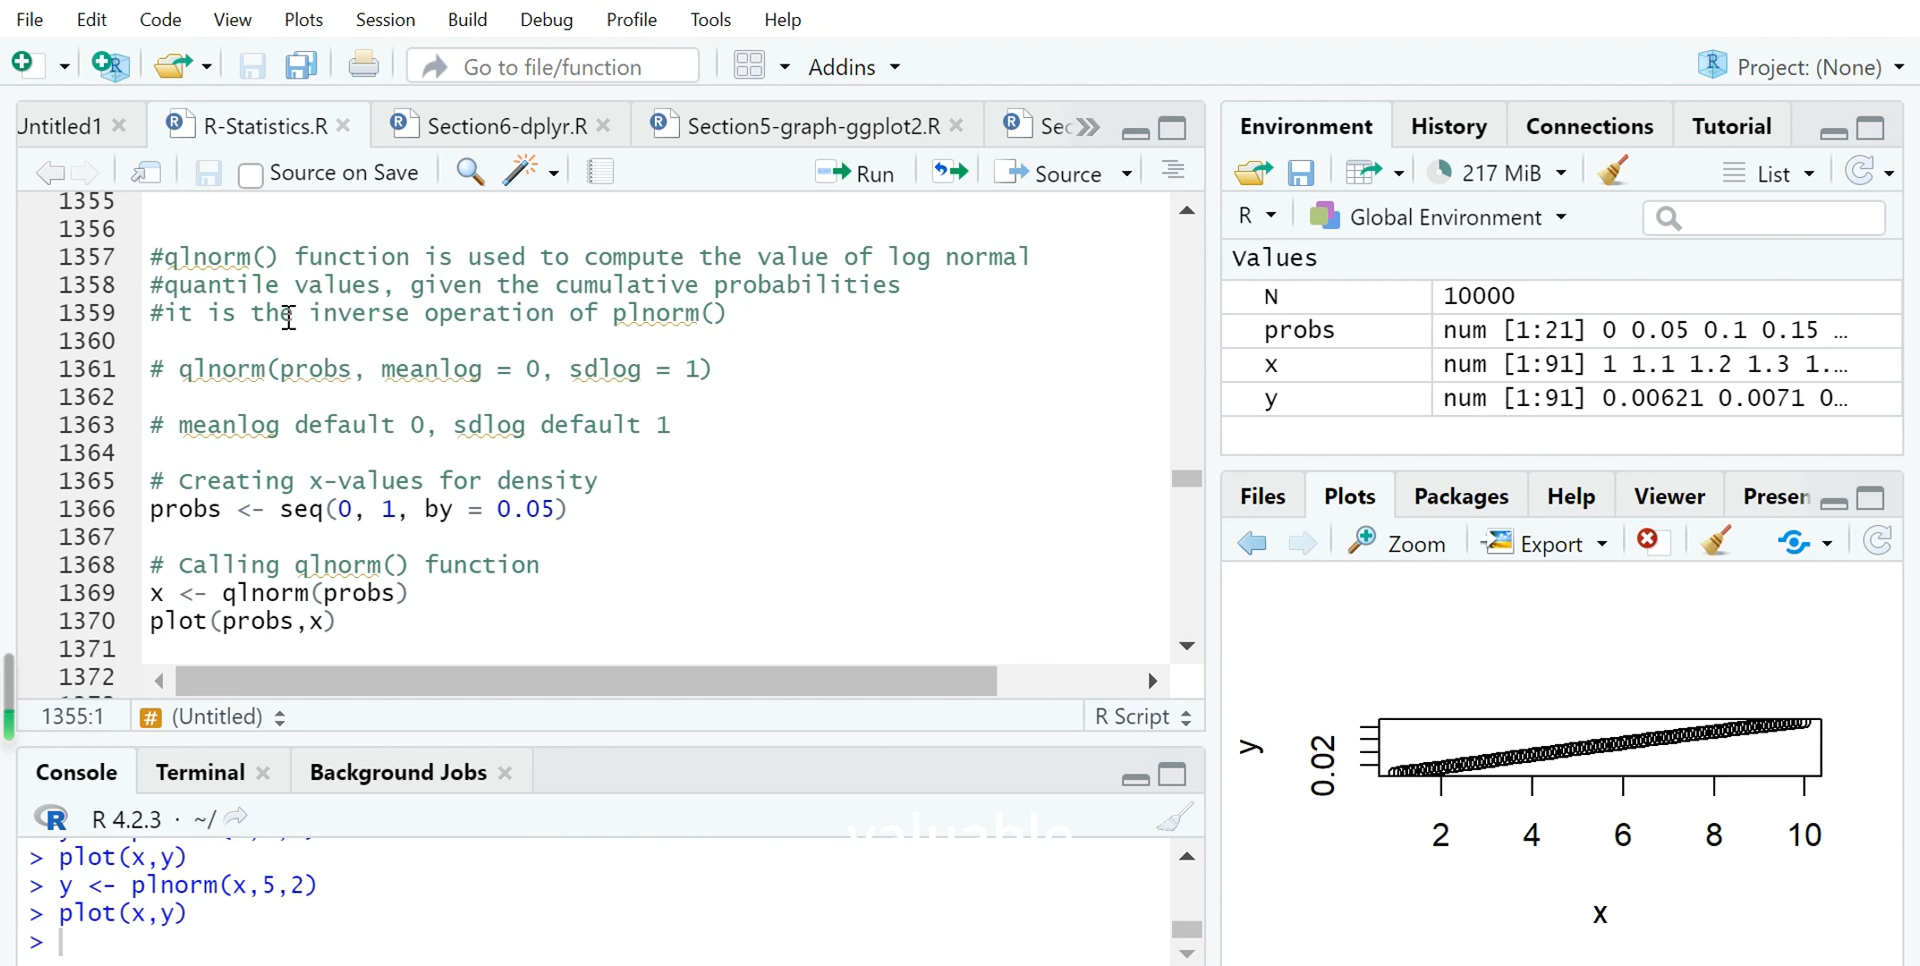 File Edit Code View Plots Session Build Debug Profile Tools Help
Go to file/function Addins Project: (None)
Untitled1 R-Statistics.R Section6-dplyr.R Section5-graph-ggplot2.R Sec
Source on Save Run Source
1355
1356
1357 #qlnorm() function is used to compute the value of log normal
1358 #quantile values, given the cumulative probabilities
1359 #it is the inverse operation of plnorm()
1360
1361 # qlnorm(probs, meanlog = 0, sdlog = 1)
1362
1363 # meanlog default 0, sdlog default 1
1364
1365 # Creating x-values for density
1366 probs <- seq(0, 1, by = 0.05)
1367
1368 # Calling qlnorm() function
1369 x <- qlnorm(probs)
1370 plot(probs,x)
1371
1372
1355:1 # (Untitled) R Script
Console Terminal Background Jobs
R R 4.2.3 · ~/
> plot(x,y)
> y <- plnorm(x,5,2)
> plot(x,y)
>
valuable
Environment History Connections Tutorial
217 MiB List
R Global Environment
Values
N 10000
probs num [1:21] 0 0.05 0.1 0.15 ...
x num [1:91] 1 1.1 1.2 1.3 1....
y num [1:91] 0.00621 0.0071 0...
Files Plots Packages Help Viewer Presen
Zoom Export
y
0.02
2 4 6 8 10
x